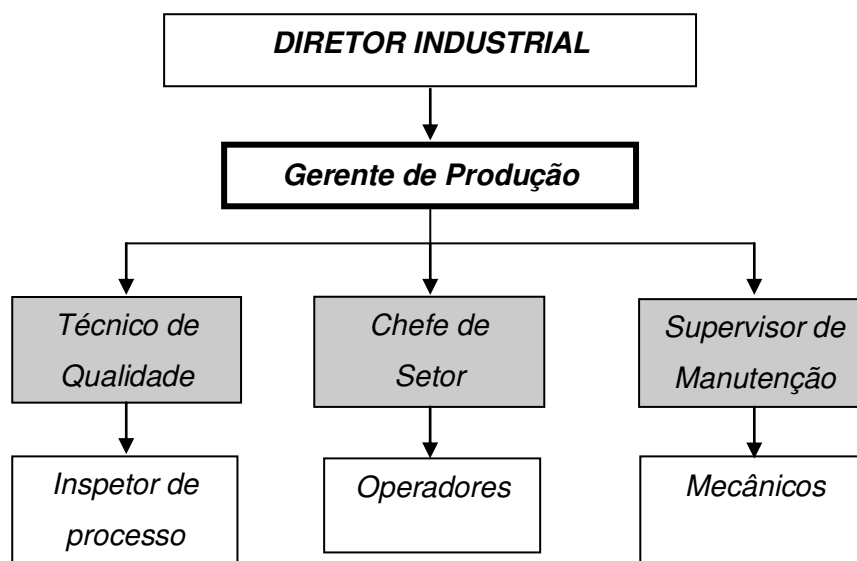 DIRETOR INDUSTRIAL
Gerente de Produção
Técnico de
Qualidade
Chefe de
Setor
Supervisor de
Manutenção
Inspetor de
processo
Operadores
Mecânicos